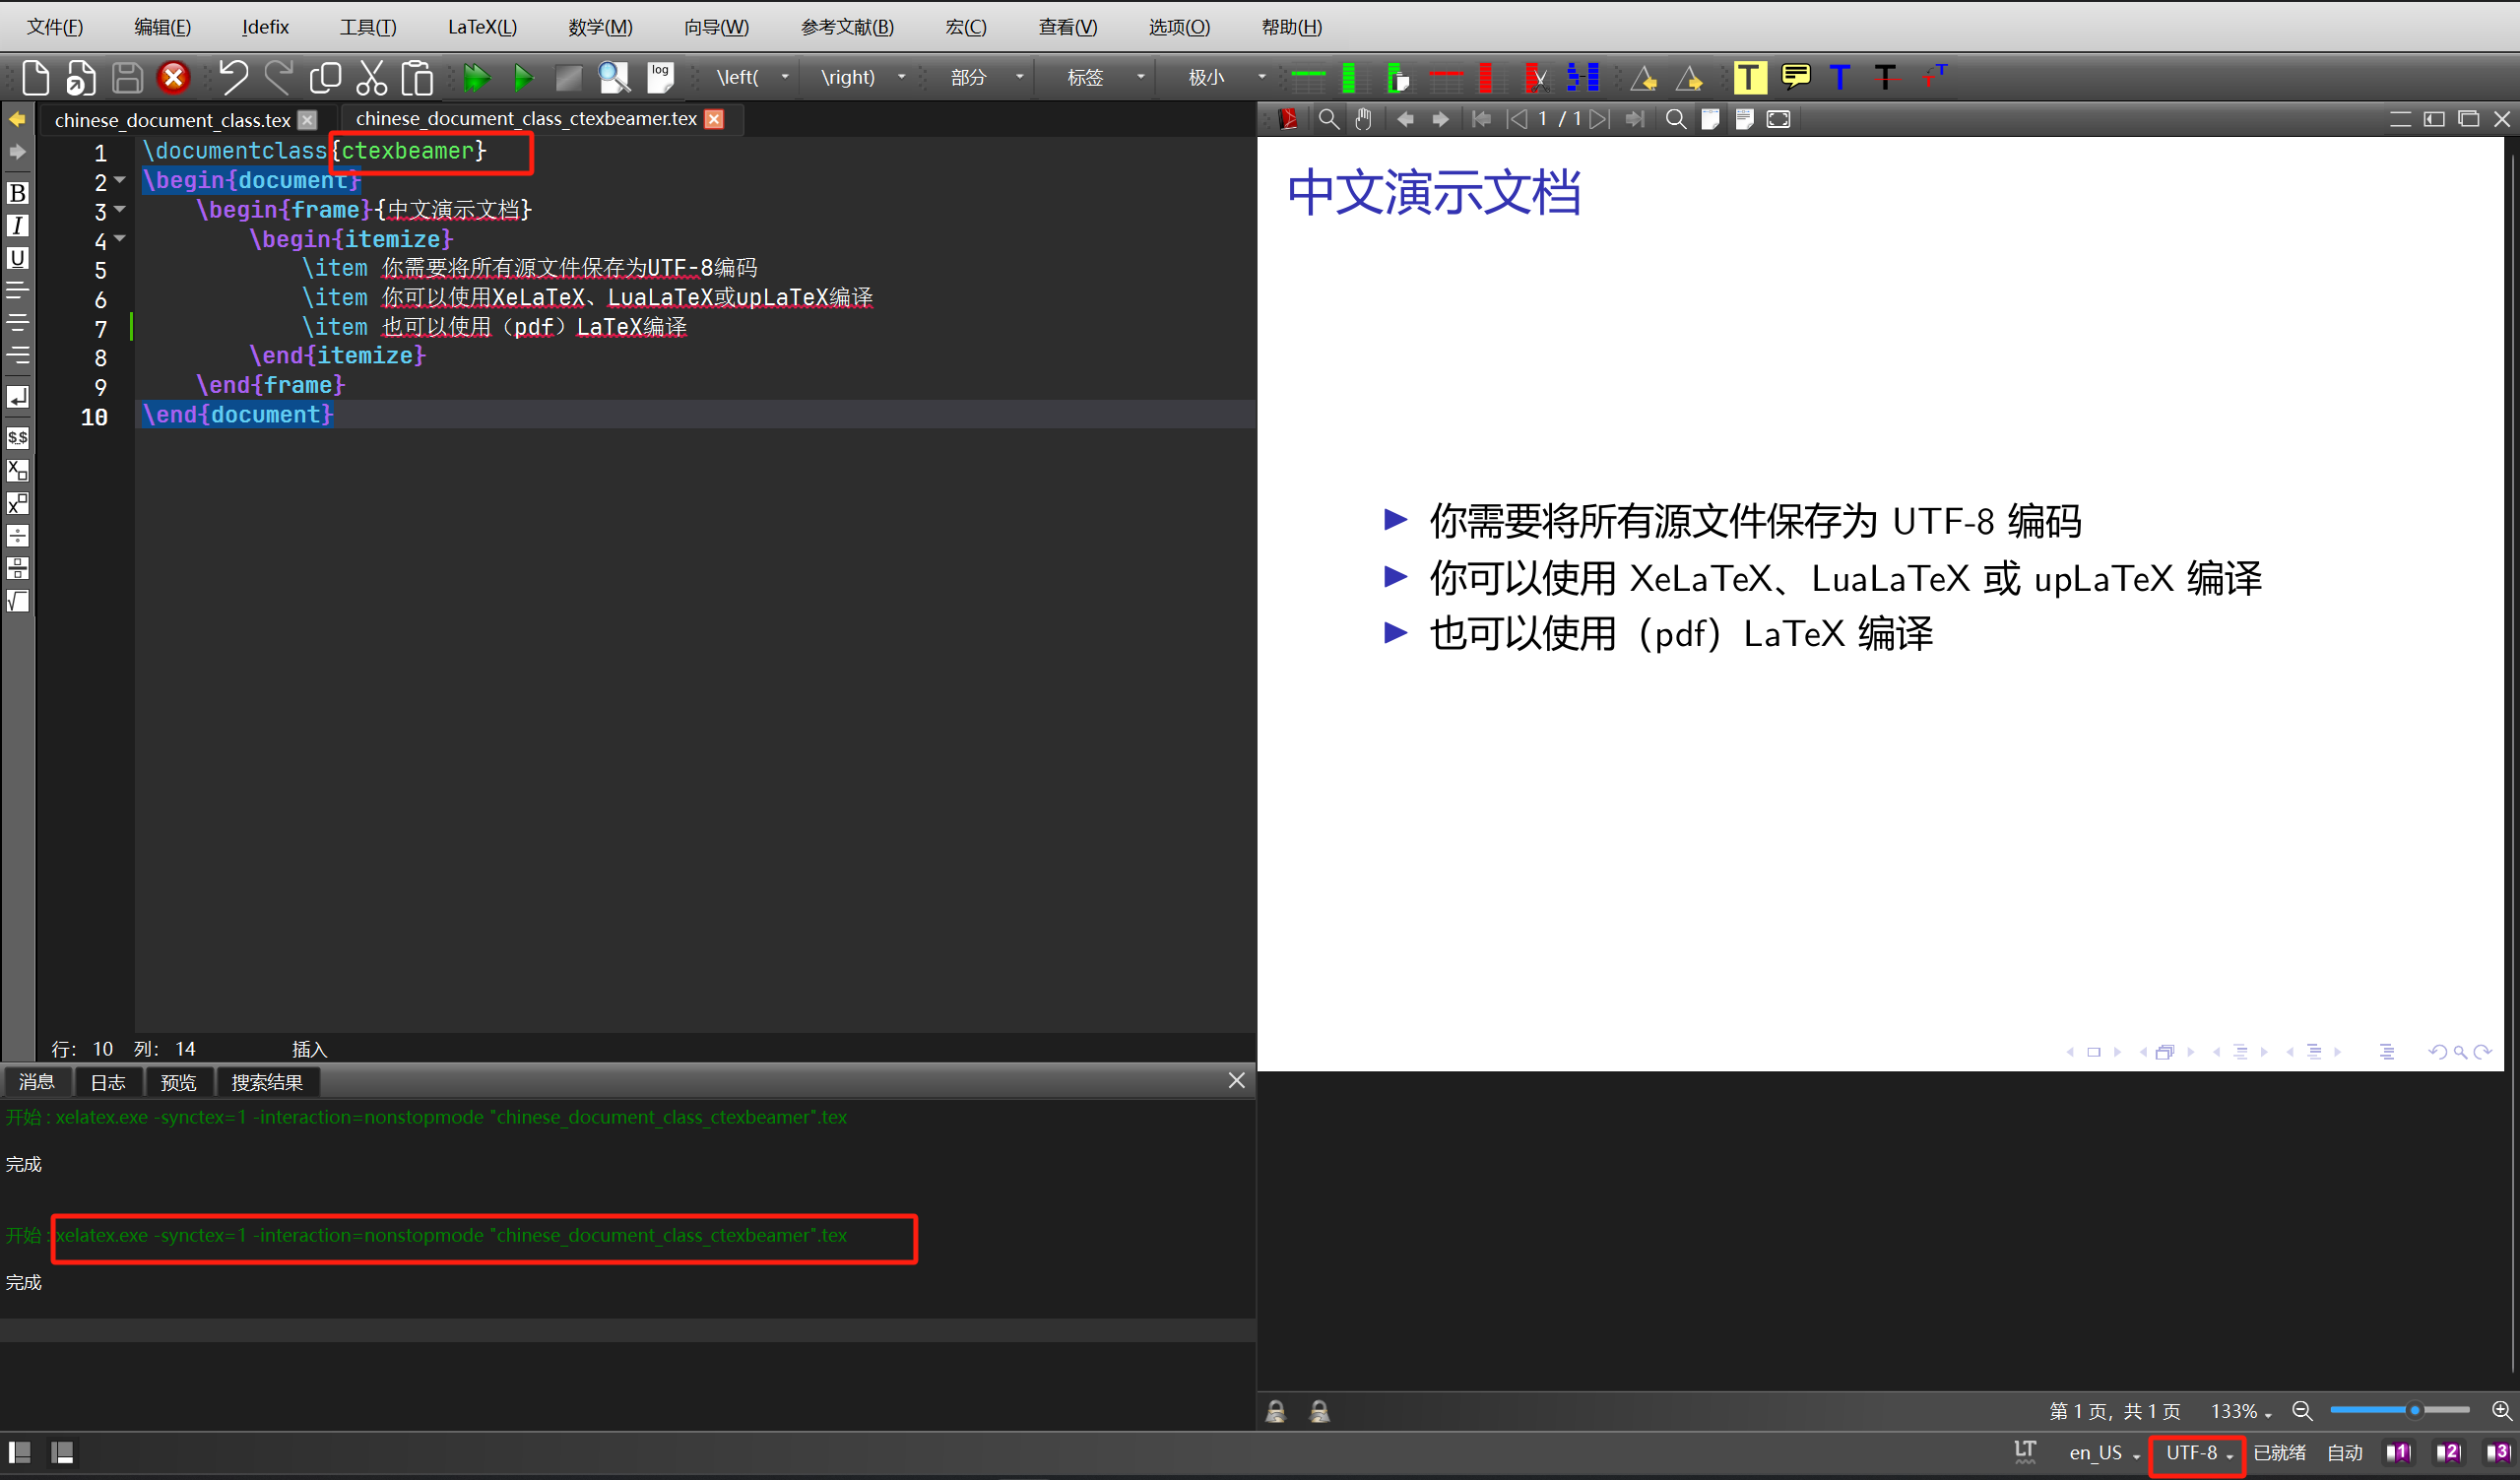 文件(F) 编辑(E) Idefix 工具(T) LaTeX(L) 数学(M) 向导(W) 参考文献(B) 宏(C) 查看(V) 选项(O) 帮助(H)
log \left( \right) 部分 标签 极小 T T T T
chinese_document_class.tex chinese_document_class_ctexbeamer.tex 1 / 1
1 \documentclass{ctexbeamer}
2 \begin{document}
3 \begin{frame}{中文演示文档}
4 \begin{itemize}
5 \item 你需要将所有源文件保存为UTF-8编码
6 \item 你可以使用XeLaTeX、LuaLaTeX或upLaTeX编译
7 \item 也可以使用（pdf）LaTeX编译
8 \end{itemize}
9 \end{frame}
10 \end{document}
B
I
U
$$
中文演示文档
你需要将所有源文件保存为 UTF-8 编码
你可以使用 XeLaTeX、LuaLaTeX 或 upLaTeX 编译
也可以使用（pdf）LaTeX 编译
行: 10 列: 14 插入
消息 日志 预览 搜索结果
开始 : xelatex.exe -synctex=1 -interaction=nonstopmode "chinese_document_class_ctexbeamer".tex
完成
开始 : xelatex.exe -synctex=1 -interaction=nonstopmode "chinese_document_class_ctexbeamer".tex
完成
第 1 页，共 1 页 133%
LT en_US UTF-8 已就绪 自动 1 2 3